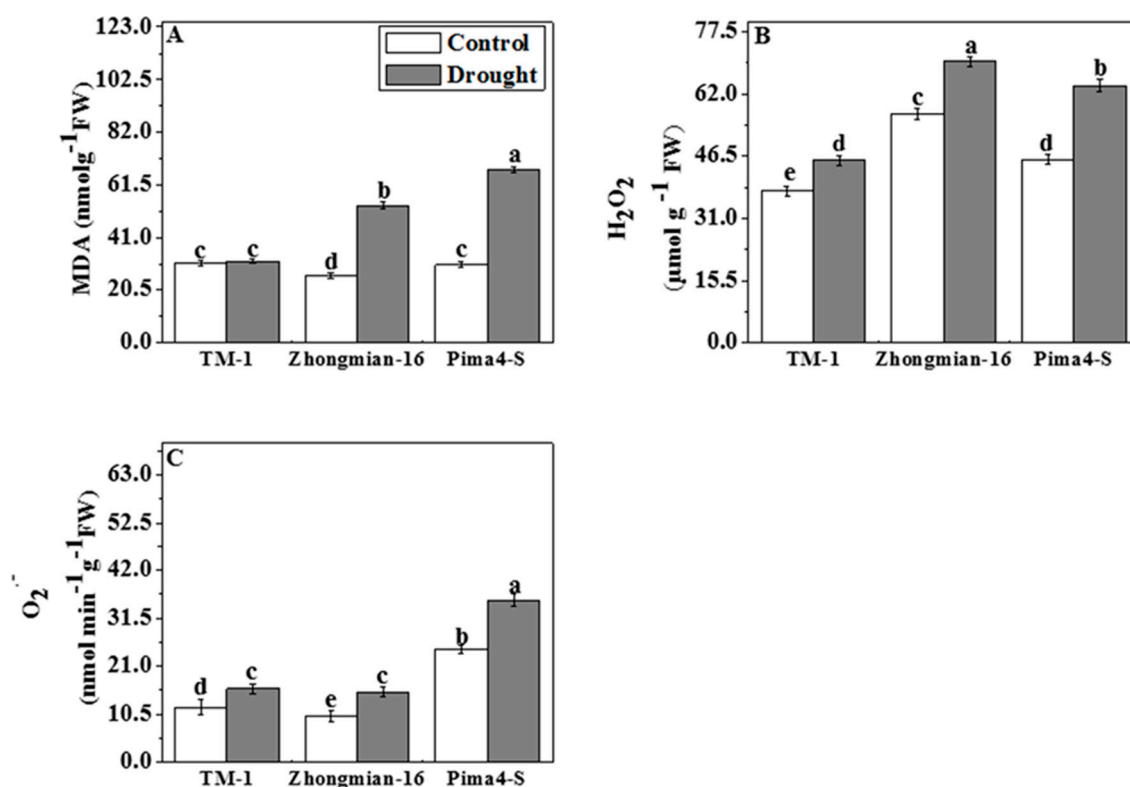 A
Control
Drought
MDA (nmolg-1FW)
123.0
102.5
82.0
61.5
41.0
20.5
0.0
c c d b c a
TM-1 Zhongmian-16 Pima4-S
B
H2O2
(µmol g-1 FW)
77.5
62.0
46.5
31.0
15.5
0.0
e d c a d b
TM-1 Zhongmian-16 Pima4-S
C
O2.-
(nmol min-1g-1FW)
63.0
52.5
42.0
31.5
21.0
10.5
0.0
d c e c b a
TM-1 Zhongmian-16 Pima4-S